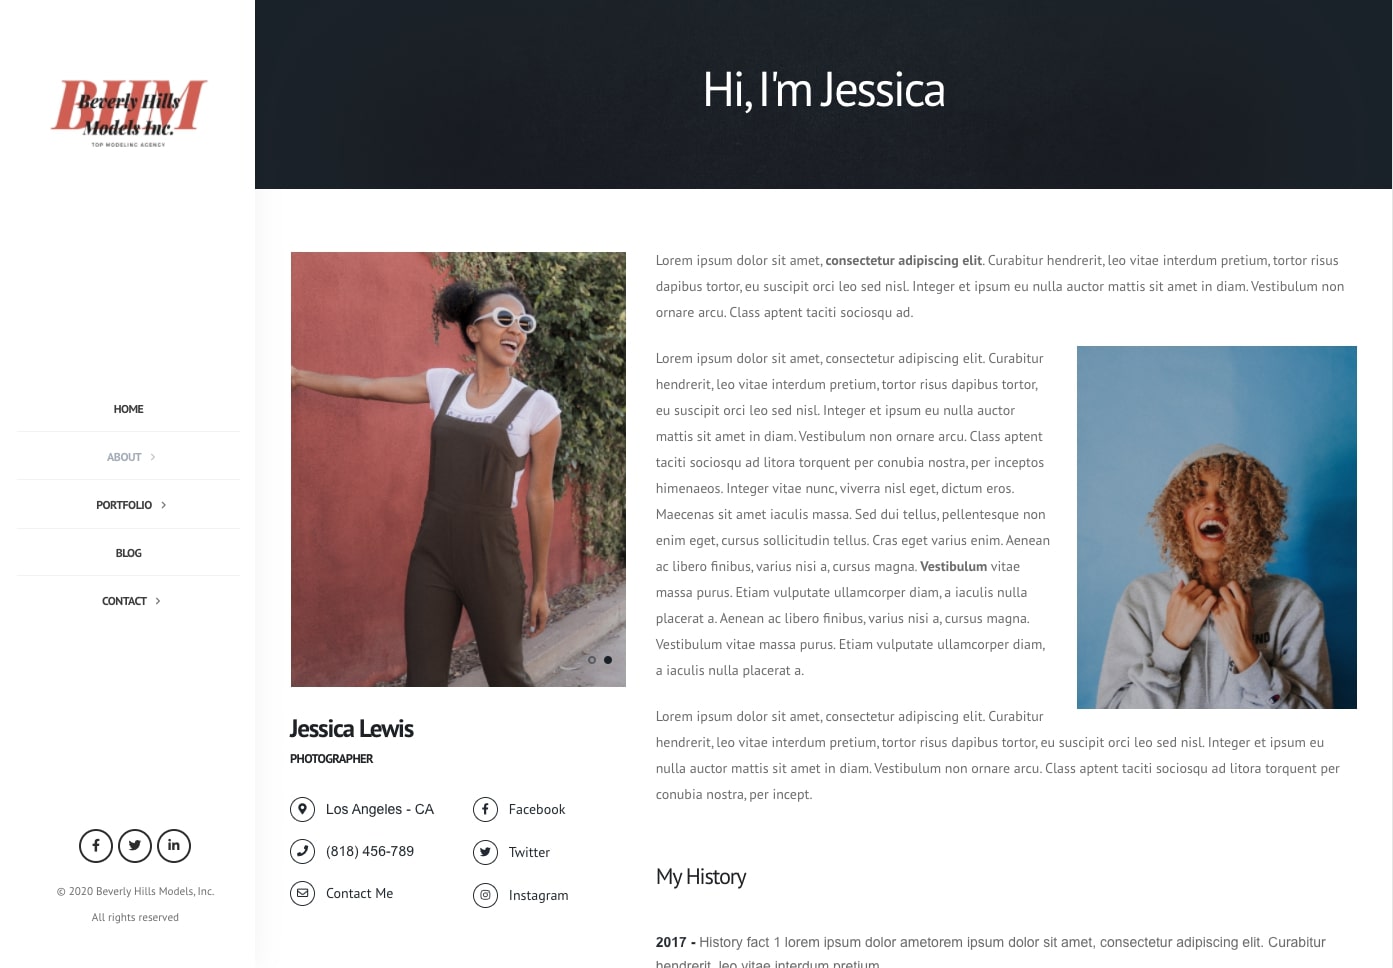 BHM
Beverly Hills
Models Inc.
TOP MODELING AGENCY
HOME
ABOUT
PORTFOLIO
BLOG
CONTACT
© 2020 Beverly Hills Models, Inc.
All rights reserved
Hi, I'm Jessica
Jessica Lewis
PHOTOGRAPHER
Los Angeles - CA
(818) 456-789
Contact Me
Facebook
Twitter
Instagram
Lorem ipsum dolor sit amet, consectetur adipiscing elit. Curabitur hendrerit, leo vitae interdum pretium, tortor risus
dapibus tortor, eu suscipit orci leo sed nisl. Integer et ipsum eu nulla auctor mattis sit amet in diam. Vestibulum non
ornare arcu. Class aptent taciti sociosqu ad.
Lorem ipsum dolor sit amet, consectetur adipiscing elit. Curabitur
hendrerit, leo vitae interdum pretium, tortor risus dapibus tortor,
eu suscipit orci leo sed nisl. Integer et ipsum eu nulla auctor
mattis sit amet in diam. Vestibulum non ornare arcu. Class aptent
taciti sociosqu ad litora torquent per conubia nostra, per inceptos
himenaeos. Integer vitae nunc, viverra nisl eget, dictum eros.
Maecenas sit amet iaculis massa. Sed dui tellus, pellentesque non
enim eget, cursus sollicitudin tellus. Cras eget varius enim. Aenean
ac libero finibus, varius nisi a, cursus magna. Vestibulum vitae
massa purus. Etiam vulputate ullamcorper diam, a iaculis nulla
placerat a. Aenean ac libero finibus, varius nisi a, cursus magna.
Vestibulum vitae massa purus. Etiam vulputate ullamcorper diam,
a iaculis nulla placerat a.
Lorem ipsum dolor sit amet, consectetur adipiscing elit. Curabitur
hendrerit, leo vitae interdum pretium, tortor risus dapibus tortor, eu suscipit orci leo sed nisl. Integer et ipsum eu
nulla auctor mattis sit amet in diam. Vestibulum non ornare arcu. Class aptent taciti sociosqu ad litora torquent per
conubia nostra, per incept.
My History
2017 - History fact 1 lorem ipsum dolor ametorem ipsum dolor sit amet, consectetur adipiscing elit. Curabitur
hendrerit, leo vitae interdum pretium